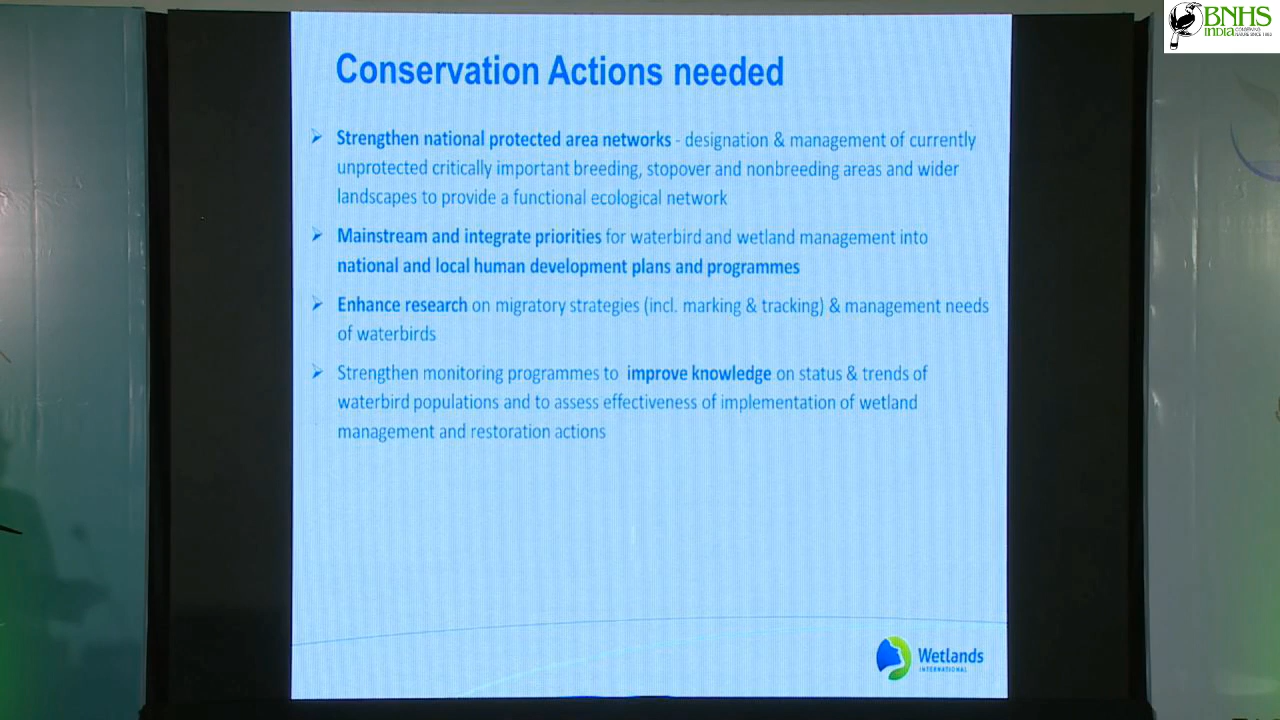 BNHS
INDIA
Conservation Actions needed
Strengthen national protected area networks - designation & management of currently
unprotected critically important breeding, stopover and nonbreeding areas and wider
landscapes to provide a functional ecological network
Mainstream and integrate priorities for waterbird and wetland management into
national and local human development plans and programmes
Enhance research on migratory strategies (incl. marking & tracking) & management needs
of waterbirds
Strengthen monitoring programmes to improve knowledge on status & trends of
waterbird populations and to assess effectiveness of implementation of wetland
management and restoration actions
Wetlands
INTERNATIONAL